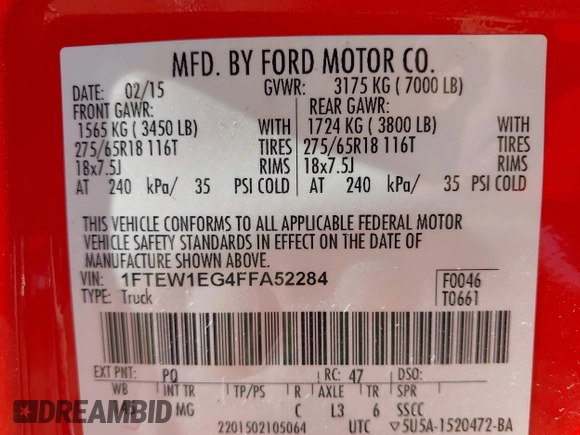 MFD. BY FORD MOTOR CO.
DATE: 02/15 GVWR: 3175 KG ( 7000 LB)
FRONT GAWR: REAR GAWR:
1565 KG ( 3450 LB) WITH 1724 KG ( 3800 LB) WITH
275/65R18 116T TIRES 275/65R18 116T TIRES
18x7.5J RIMS 18x7.5J RIMS
AT 240 kPa/ 35 PSI COLD AT 240 kPa/ 35 PSI COLD
THIS VEHICLE CONFORMS TO ALL APPLICABLE FEDERAL MOTOR
VEHICLE SAFETY STANDARDS IN EFFECT ON THE DATE OF
MANUFACTURE SHOWN ABOVE.
VIN: 1FTEW1EG4FFA52284 F0046
TYPE: Truck T0661
EXT PNT: PQ RC: 47 DSO:
WB INT TR TP/PS R AXLE TR SPR
MG C L3 6 SSCC
2201502105064 UTC ▽5U5A-1520472-BA
CAREDGE BID